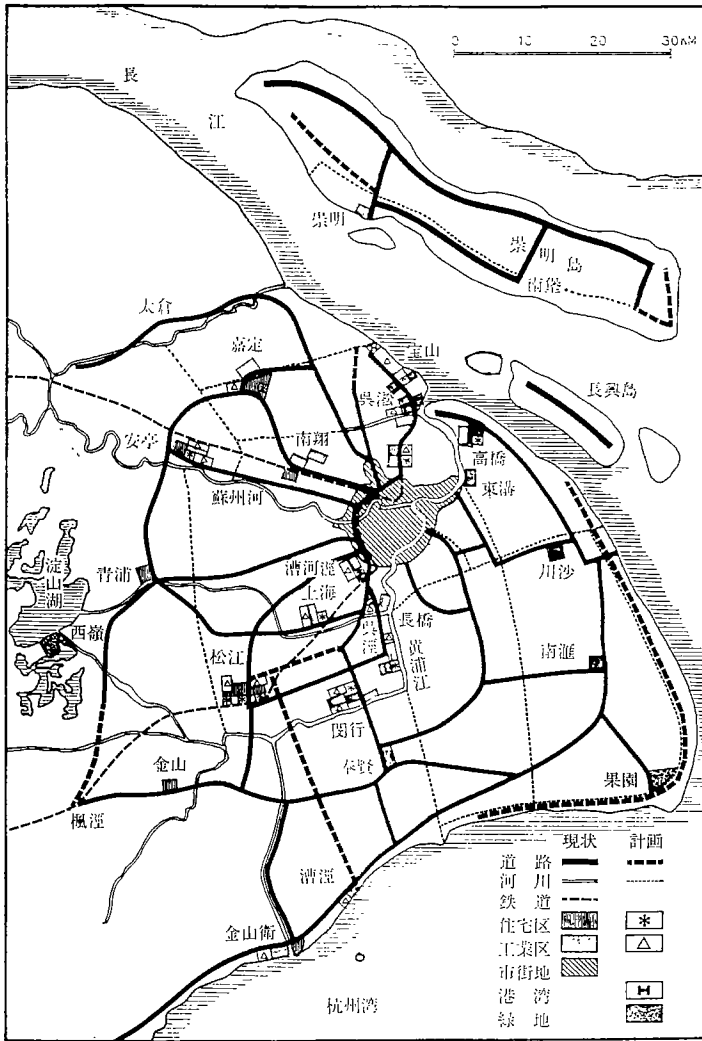 0 10 20 30KM
長
江
崇明
崇明島
南堡
太倉
嘉定
宝山
長興島
呉淞
安亭
南翔
高橋
東溝
蘇州河
淀山湖
青浦
漕河涇
川沙
上海
長橋
西嶺
呉涇
黄浦江
松江
南滙
閔行
金山
奉賢
果園
楓涇
現状 計画
道路
河川
漕涇
鉄道
住宅区
金山衛
工業区
市街地
港湾
杭州湾
緑地